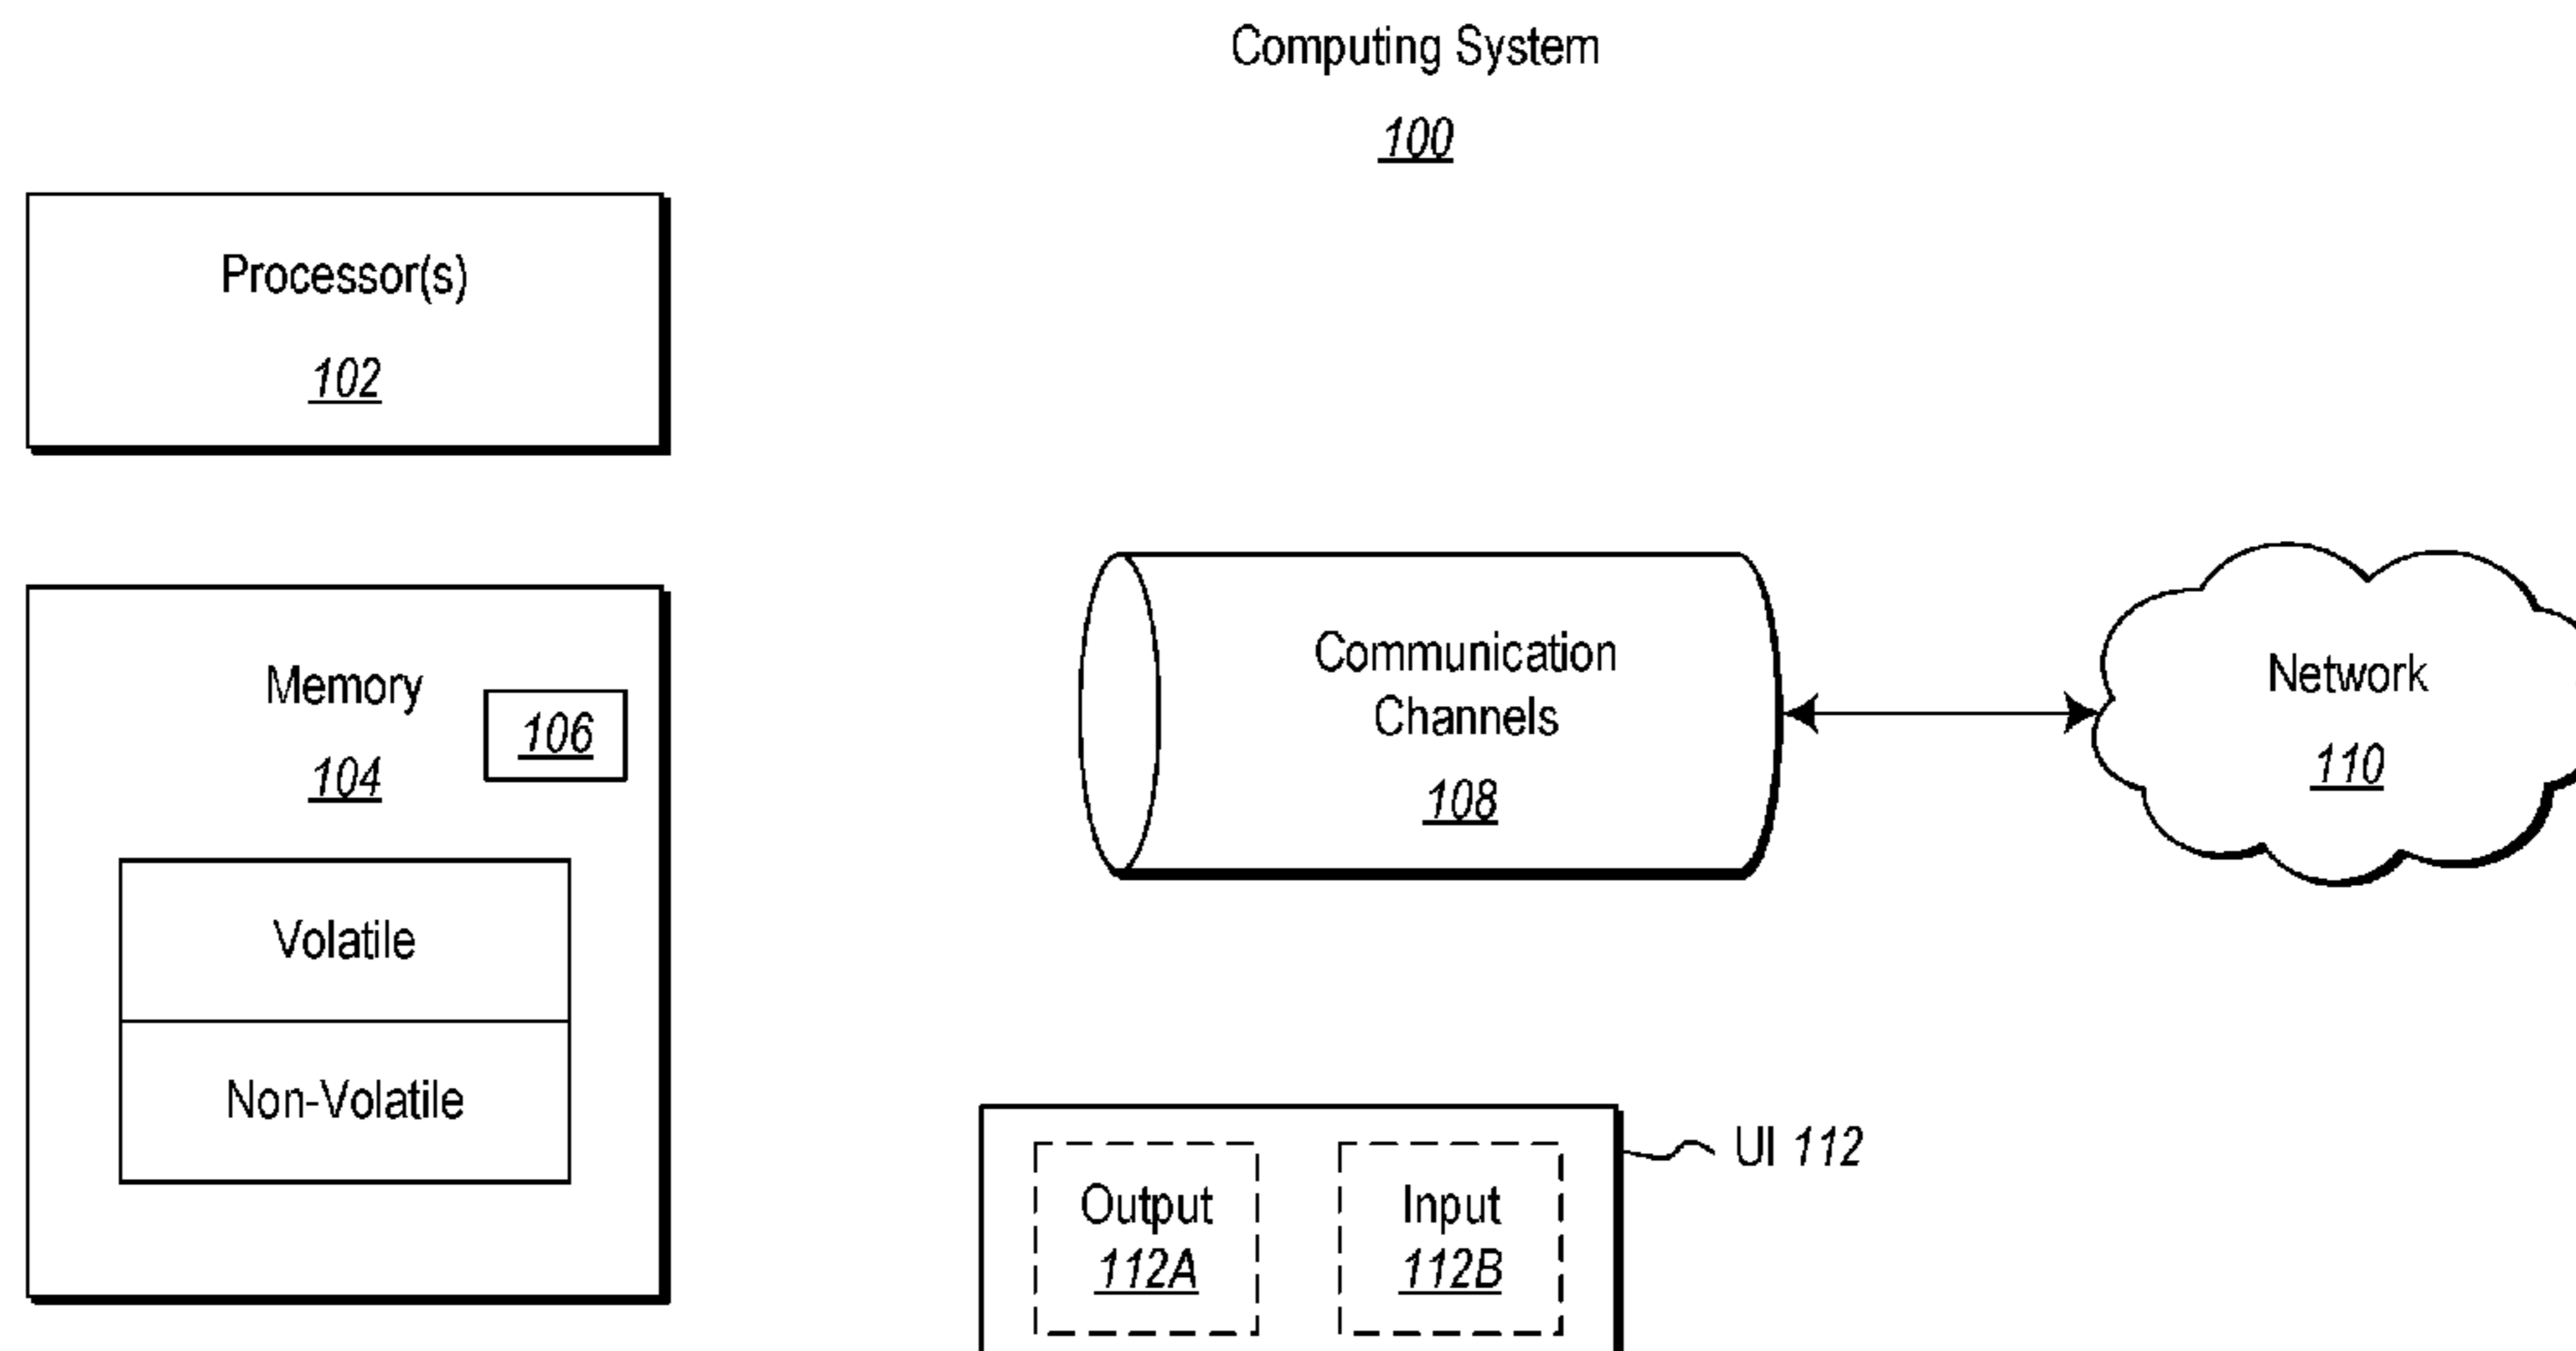 Computing System
100
Processor(s)
102
Memory
104
106
Volatile
Non-Volatile
Communication
Channels
108
Network
110
UI 112
Output
112A
Input
112B